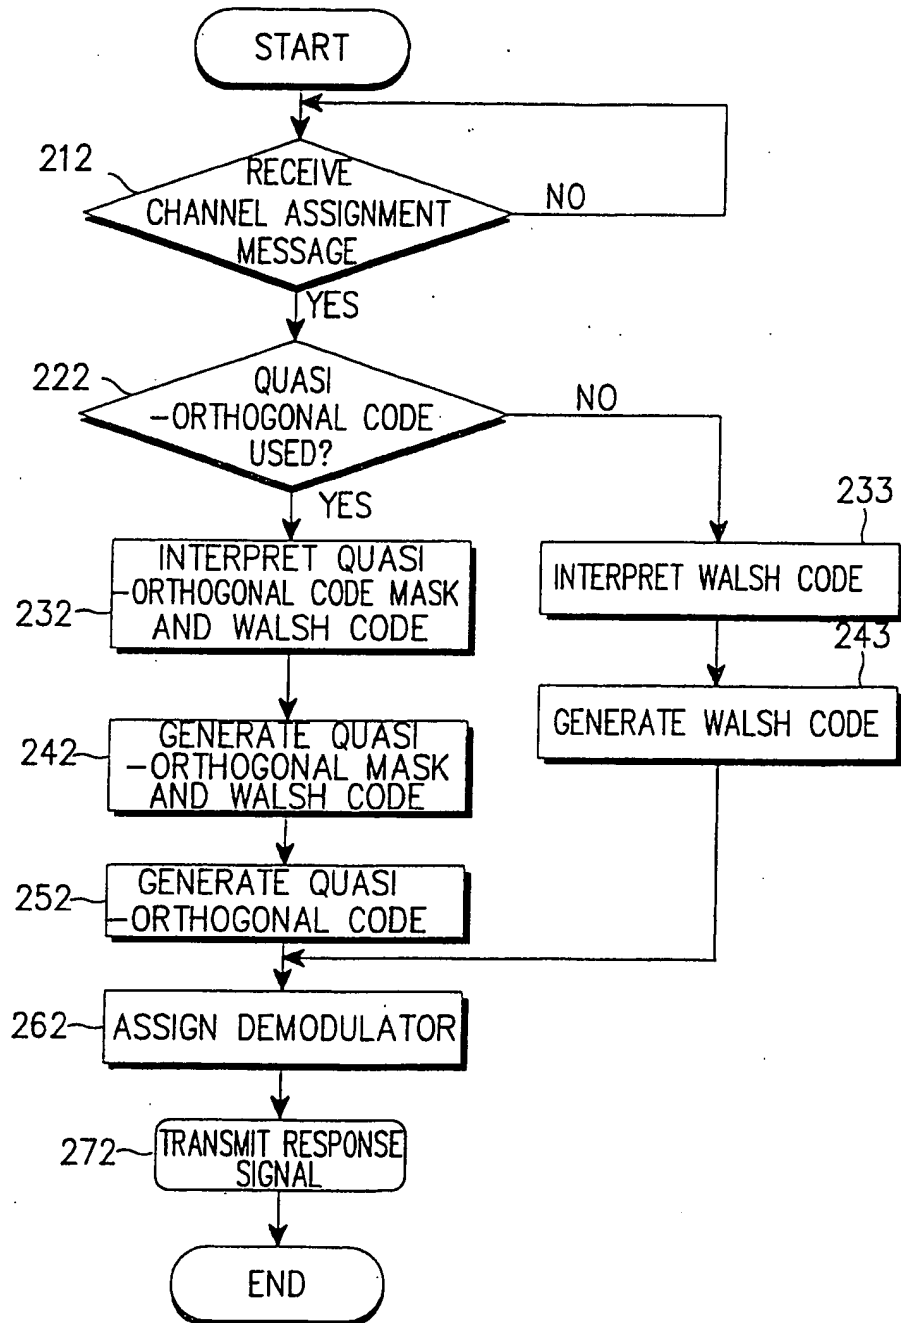 START
212
RECEIVE
CHANNEL ASSIGNMENT
MESSAGE
NO
YES
222
QUASI
-ORTHOGONAL CODE
USED?
NO
YES
232
INTERPRET QUASI
-ORTHOGONAL CODE MASK
AND WALSH CODE
233
INTERPRET WALSH CODE
242
GENERATE QUASI
-ORTHOGONAL MASK
AND WALSH CODE
243
GENERATE WALSH CODE
252
GENERATE QUASI
-ORTHOGONAL CODE
262
ASSIGN DEMODULATOR
272
TRANSMIT RESPONSE
SIGNAL
END